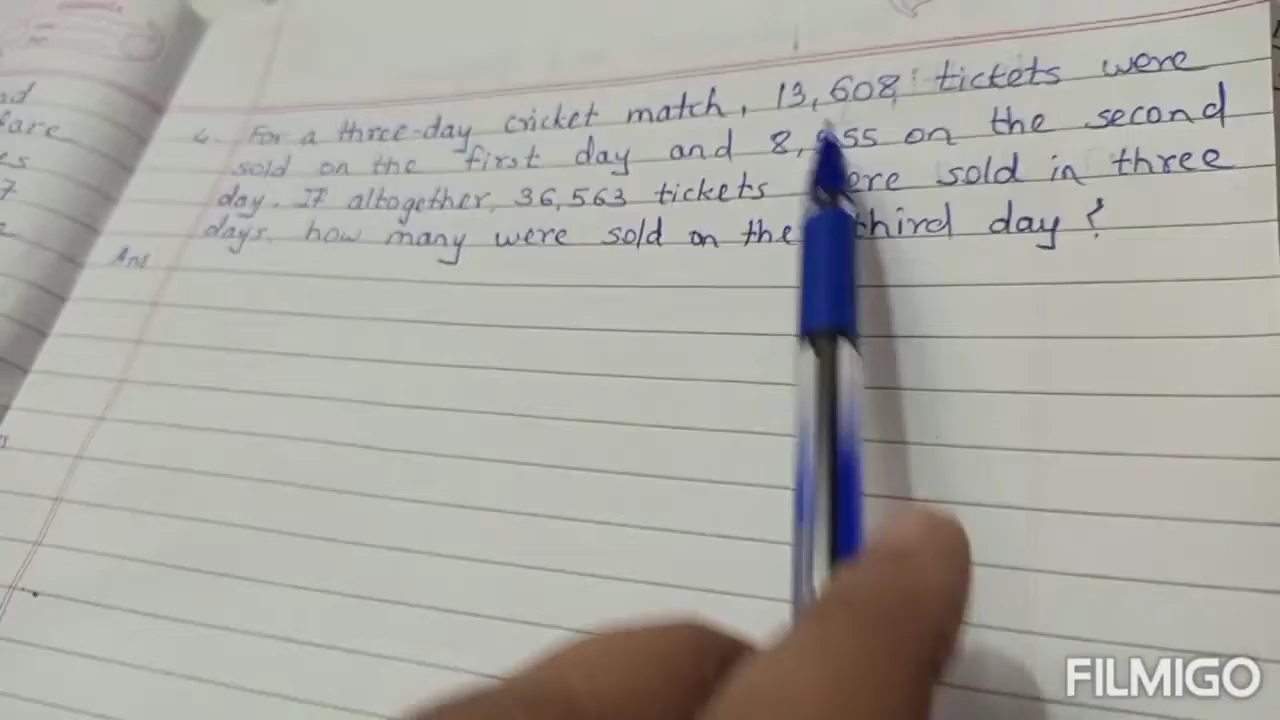 4. For a three-day cricket match, 13,608 tickets were
sold on the first day and 8,955 on the second
day. If altogether, 36,563 tickets were sold in three
days. how many were sold on the third day?
Ans
FILMIGO